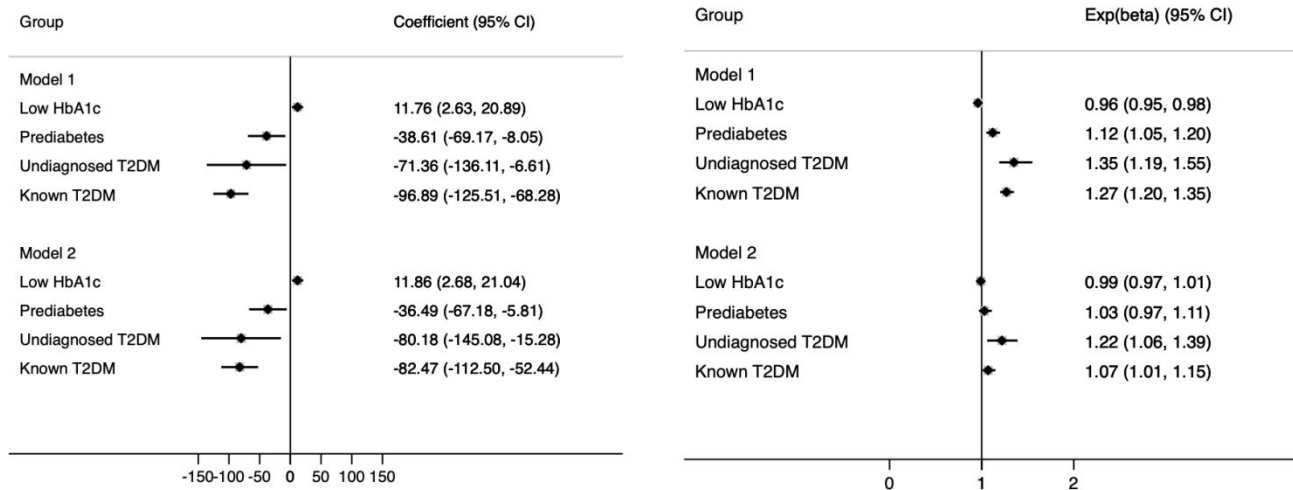 Group Coefficient (95% CI)
Model 1
Low HbA1c 11.76 (2.63, 20.89)
Prediabetes -38.61 (-69.17, -8.05)
Undiagnosed T2DM -71.36 (-136.11, -6.61)
Known T2DM -96.89 (-125.51, -68.28)
Model 2
Low HbA1c 11.86 (2.68, 21.04)
Prediabetes -36.49 (-67.18, -5.81)
Undiagnosed T2DM -80.18 (-145.08, -15.28)
Known T2DM -82.47 (-112.50, -52.44)
-150 -100 -50 0 50 100 150
Group Exp(beta) (95% CI)
Model 1
Low HbA1c 0.96 (0.95, 0.98)
Prediabetes 1.12 (1.05, 1.20)
Undiagnosed T2DM 1.35 (1.19, 1.55)
Known T2DM 1.27 (1.20, 1.35)
Model 2
Low HbA1c 0.99 (0.97, 1.01)
Prediabetes 1.03 (0.97, 1.11)
Undiagnosed T2DM 1.22 (1.06, 1.39)
Known T2DM 1.07 (1.01, 1.15)
0 1 2